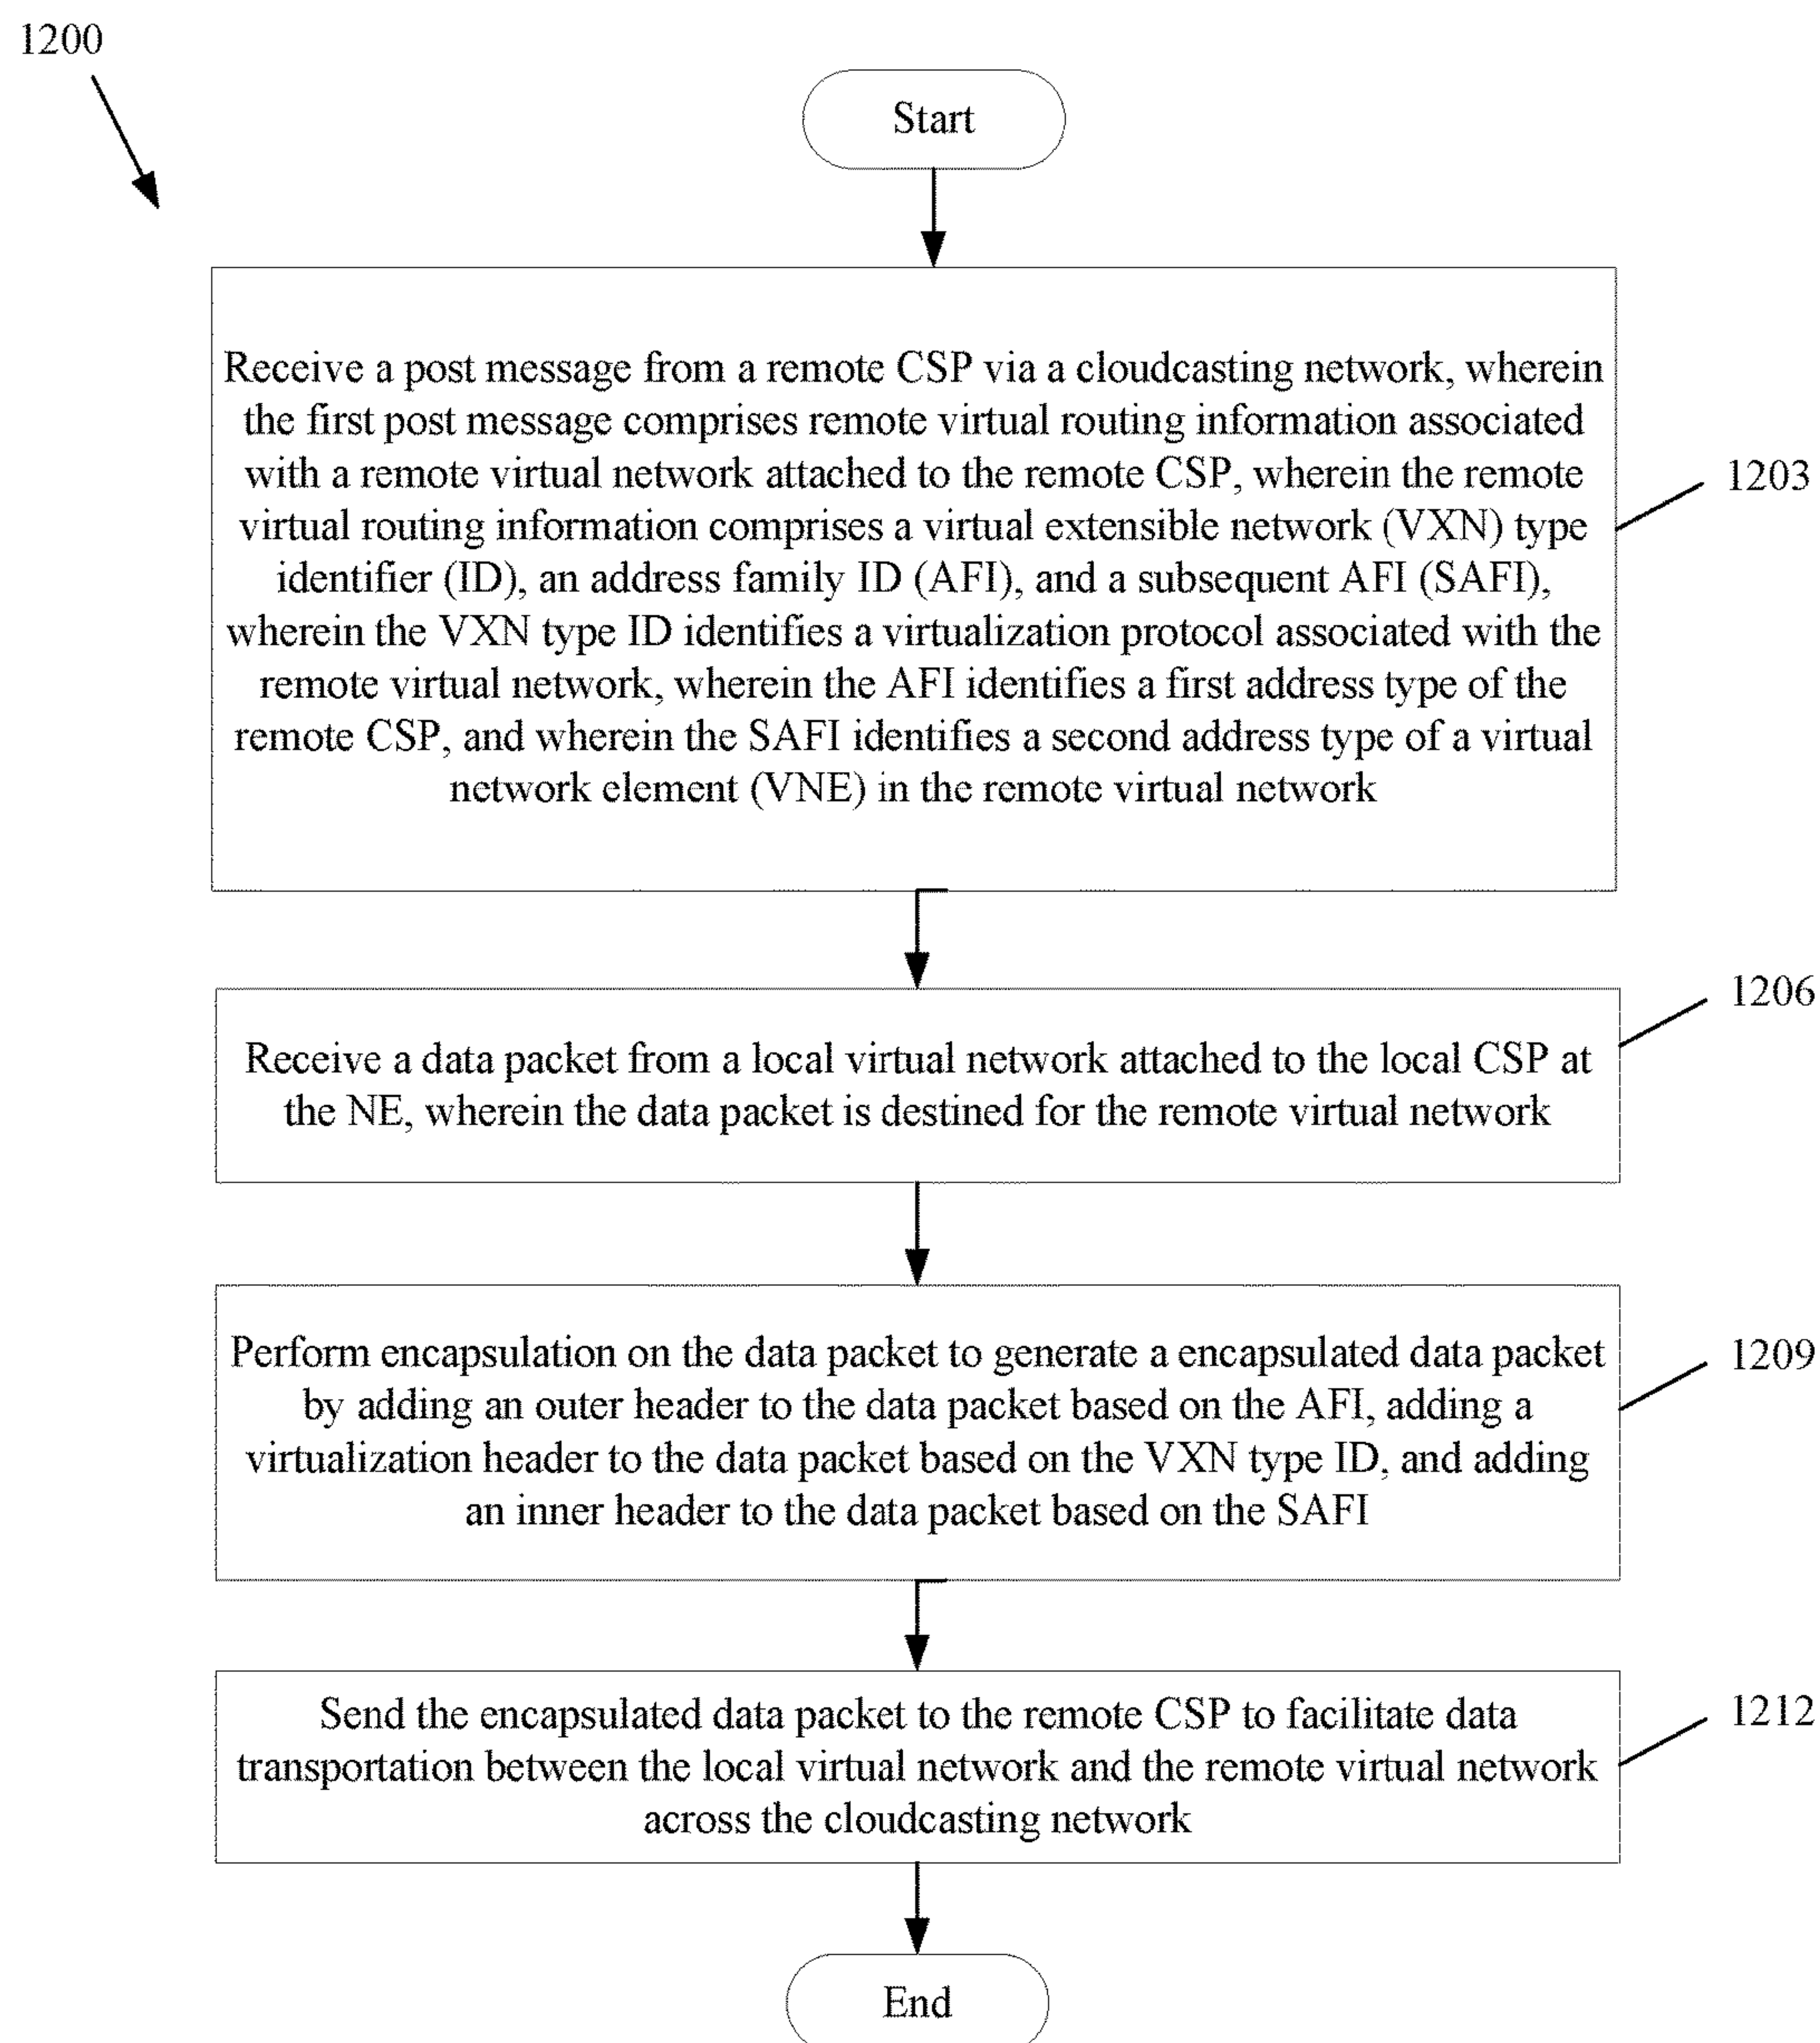 1200
Start
Receive a post message from a remote CSP via a cloudcasting network, wherein
the first post message comprises remote virtual routing information associated
with a remote virtual network attached to the remote CSP, wherein the remote
virtual routing information comprises a virtual extensible network (VXN) type
identifier (ID), an address family ID (AFI), and a subsequent AFI (SAFI),
wherein the VXN type ID identifies a virtualization protocol associated with the
remote virtual network, wherein the AFI identifies a first address type of the
remote CSP, and wherein the SAFI identifies a second address type of a virtual
network element (VNE) in the remote virtual network
1203
Receive a data packet from a local virtual network attached to the local CSP at
the NE, wherein the data packet is destined for the remote virtual network
1206
Perform encapsulation on the data packet to generate a encapsulated data packet
by adding an outer header to the data packet based on the AFI, adding a
virtualization header to the data packet based on the VXN type ID, and adding
an inner header to the data packet based on the SAFI
1209
Send the encapsulated data packet to the remote CSP to facilitate data
transportation between the local virtual network and the remote virtual network
across the cloudcasting network
1212
End